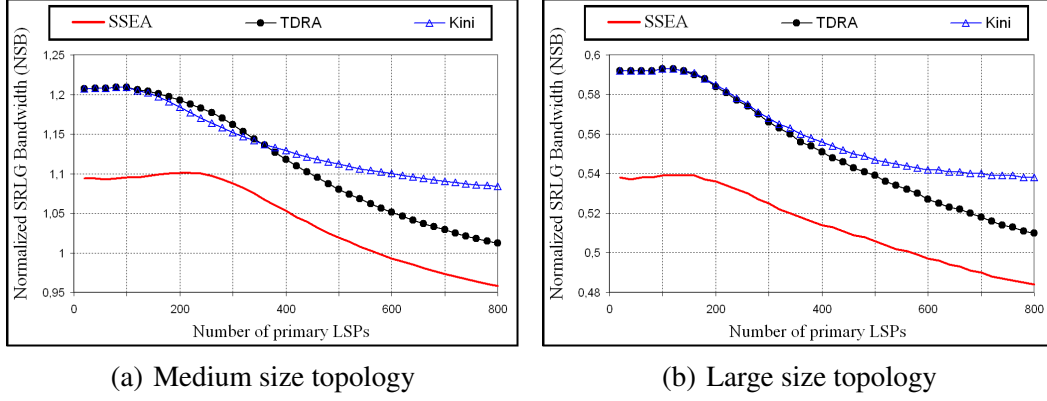 SSEA TDRA Kini
Normalized SRLG Bandwidth (NSB)
1,25
1,2
1,15
1,1
1,05
1
0,95
0 200 400 600 800
Number of primary LSPs
(a) Medium size topology
SSEA TDRA Kini
Normalized SRLG Bandwidth (NSB)
0,6
0,58
0,56
0,54
0,52
0,5
0,48
0 200 400 600 800
Number of primary LSPs
(b) Large size topology